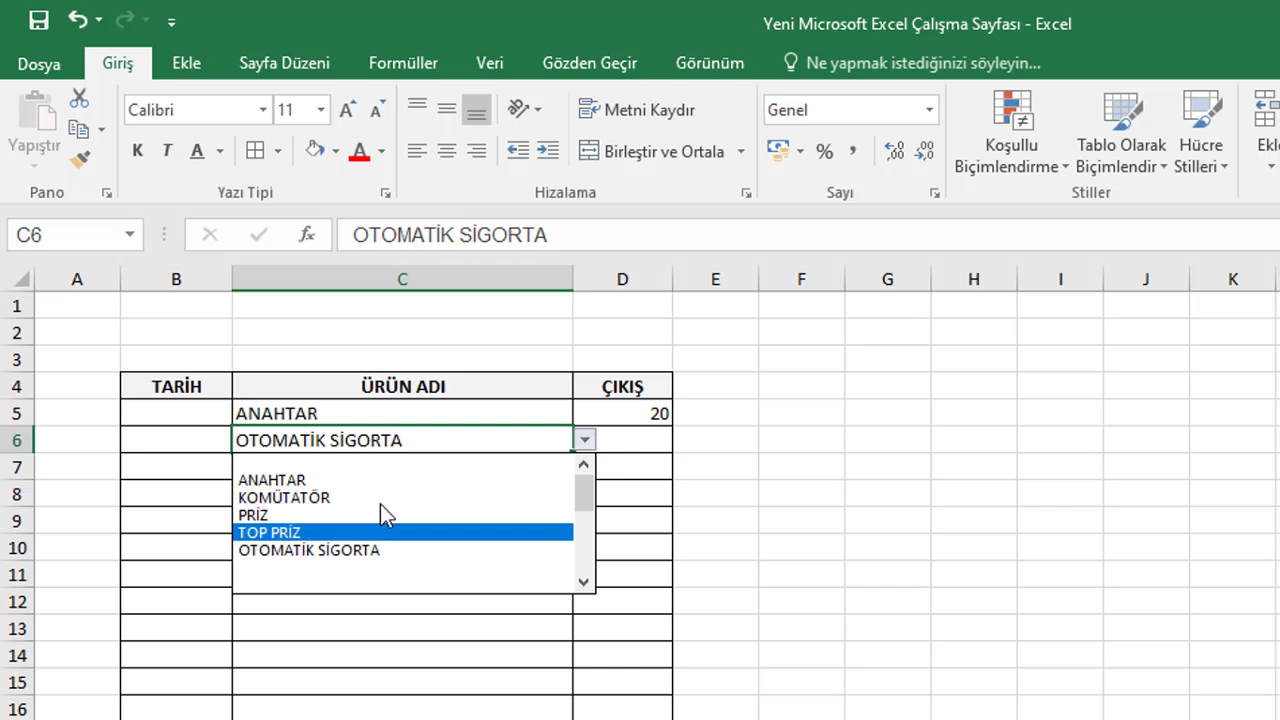 Yeni Microsoft Excel Çalışma Sayfası - Excel
Dosya Giriş Ekle Sayfa Düzeni Formüller Veri Gözden Geçir Görünüm Ne yapmak istediğinizi söyleyin...
Yapıştır
Calibri 11
K T A A
Metni Kaydır
Birleştir ve Ortala
Genel
% ,
Koşullu Biçimlendirme
Tablo Olarak Biçimlendir
Hücre Stilleri
Ekle
Pano Yazı Tipi Hizalama Sayı Stiller
C6 fx OTOMATİK SİGORTA
A B C D E F G H I J K
1
2
3
4 TARİH ÜRÜN ADI ÇIKIŞ
5 ANAHTAR 20
6 OTOMATİK SİGORTA
7
ANAHTAR
8 KOMÜTATÖR
9 PRİZ
TOP PRİZ
10 OTOMATİK SİGORTA
11
12
13
14
15
16